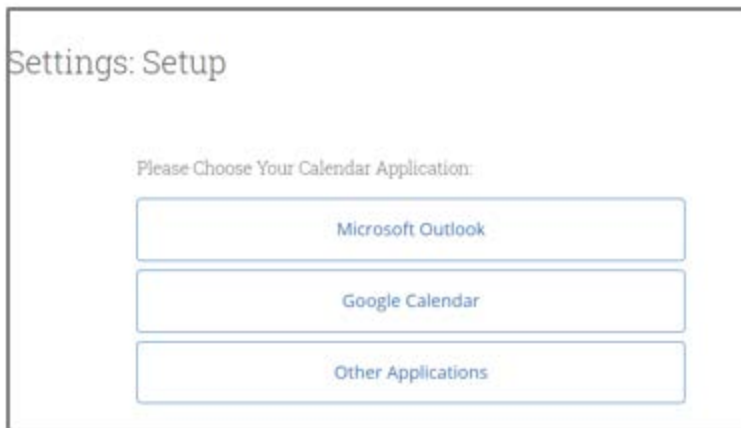 Settings: Setup
Please Choose Your Calendar Application:
Microsoft Outlook
Google Calendar
Other Applications